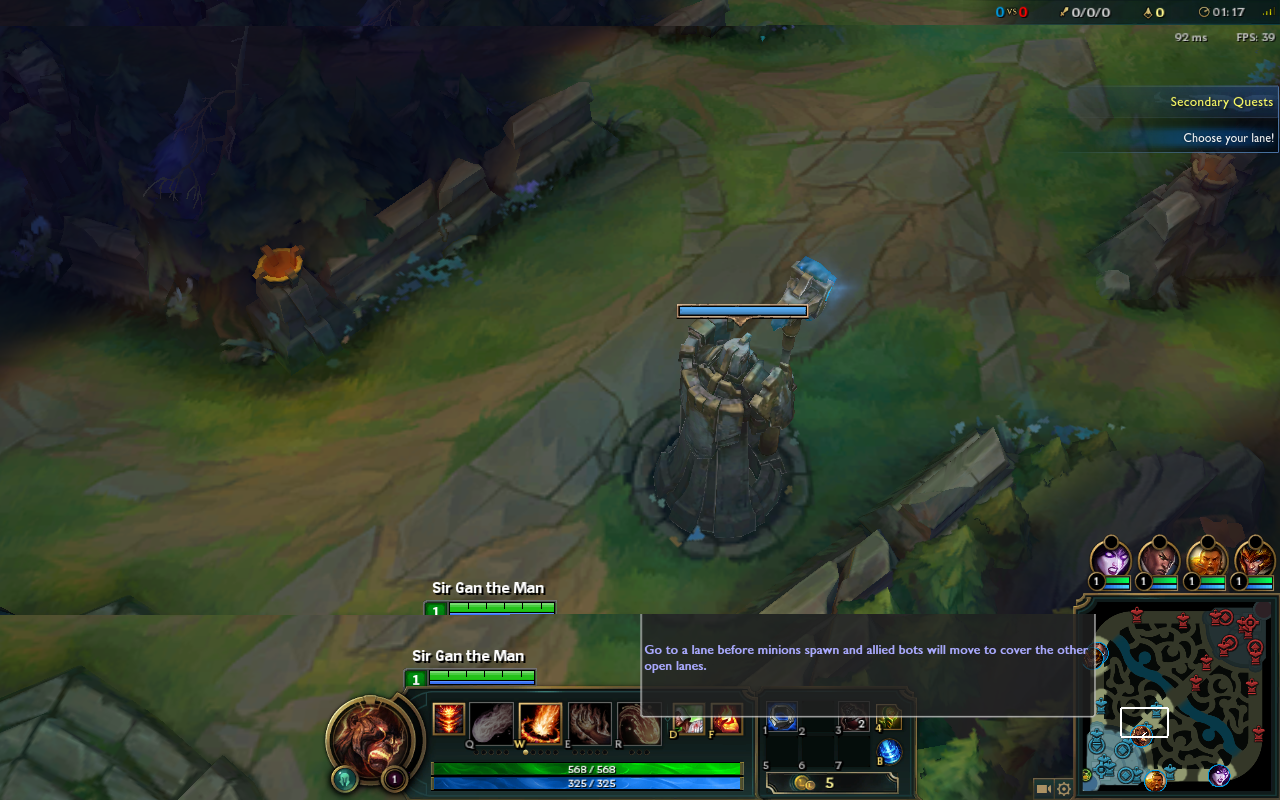 0 vs 0 0/0/0 0 01:17
92 ms FPS: 39
Secondary Quests
Choose your lane!
Sir Gan the Man
1
1 1 1 1
Go to a lane before minions spawn and allied bots will move to cover the other
open lanes.
Sir Gan the Man
1
Q W E R D F
1 2 3 2 4
5 6 7 B
568 / 568
325 / 325
1
5